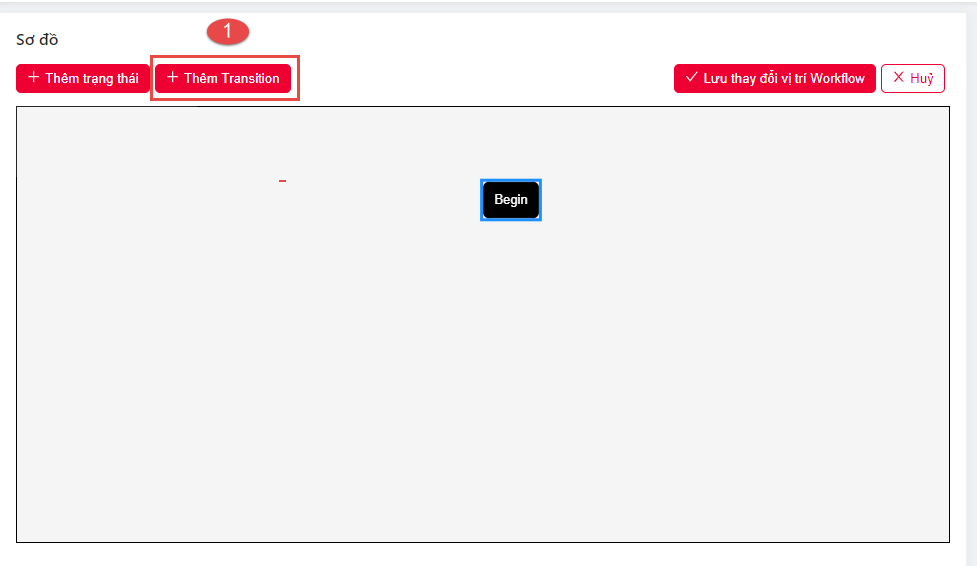 1
Sơ đồ
+ Thêm trạng thái
+ Thêm Transition
✓ Lưu thay đổi vị trí Workflow
X Huỷ
Begin